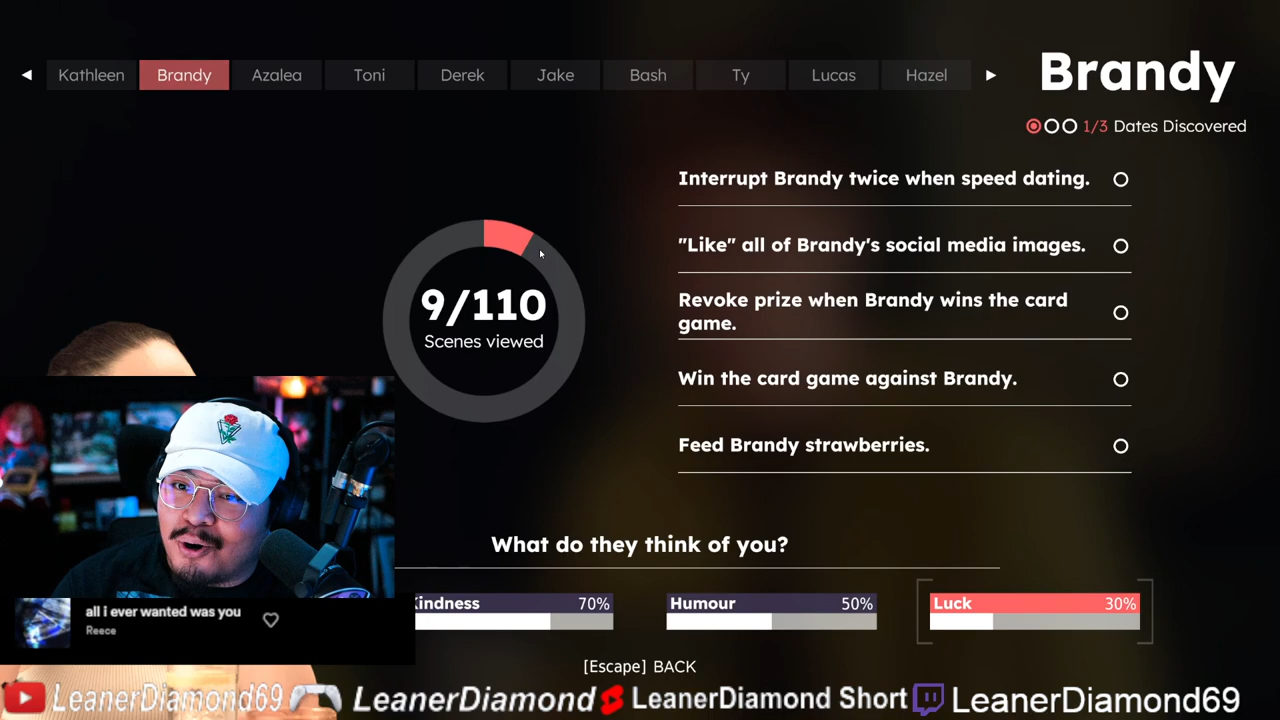 Kathleen
Brandy
Azalea
Toni
Derek
Jake
Bash
Ty
Lucas
Hazel
Brandy
1/3 Dates Discovered
Interrupt Brandy twice when speed dating.
"Like" all of Brandy's social media images.
Revoke prize when Brandy wins the card
game.
Win the card game against Brandy.
Feed Brandy strawberries.
9/110
Scenes viewed
What do they think of you?
Kindness 70%
Humour 50%
Luck 30%
all i ever wanted was you
Reece
[Escape] BACK
LeanerDiamond69 LeanerDiamond LeanerDiamond Short LeanerDiamond69